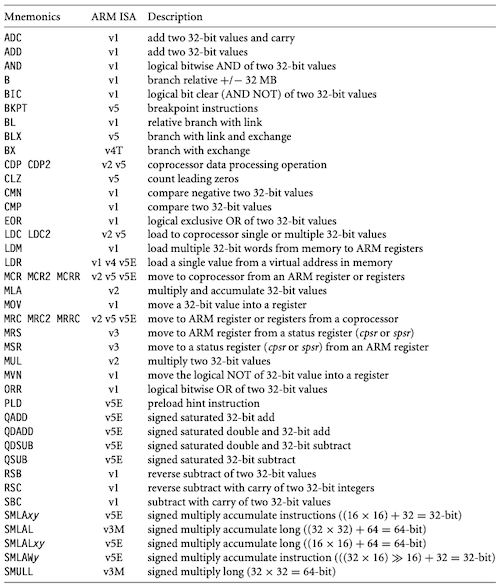 Mnemonics ARM ISA Description
ADC v1 add two 32-bit values and carry
ADD v1 add two 32-bit values
AND v1 logical bitwise AND of two 32-bit values
B v1 branch relative +/− 32 MB
BIC v1 logical bit clear (AND NOT) of two 32-bit values
BKPT v5 breakpoint instructions
BL v1 relative branch with link
BLX v5 branch with link and exchange
BX v4T branch with exchange
CDP CDP2 v2 v5 coprocessor data processing operation
CLZ v5 count leading zeros
CMN v1 compare negative two 32-bit values
CMP v1 compare two 32-bit values
EOR v1 logical exclusive OR of two 32-bit values
LDC LDC2 v2 v5 load to coprocessor single or multiple 32-bit values
LDM v1 load multiple 32-bit words from memory to ARM registers
LDR v1 v4 v5E load a single value from a virtual address in memory
MCR MCR2 MCRR v2 v5 v5E move to coprocessor from an ARM register or registers
MLA v2 multiply and accumulate 32-bit values
MOV v1 move a 32-bit value into a register
MRC MRC2 MRRC v2 v5 v5E move to ARM register or registers from a coprocessor
MRS v3 move to ARM register from a status register (cpsr or spsr)
MSR v3 move to a status register (cpsr or spsr) from an ARM register
MUL v2 multiply two 32-bit values
MVN v1 move the logical NOT of 32-bit value into a register
ORR v1 logical bitwise OR of two 32-bit values
PLD v5E preload hint instruction
QADD v5E signed saturated 32-bit add
QDADD v5E signed saturated double and 32-bit add
QDSUB v5E signed saturated double and 32-bit subtract
QSUB v5E signed saturated 32-bit subtract
RSB v1 reverse subtract of two 32-bit values
RSC v1 reverse subtract with carry of two 32-bit integers
SBC v1 subtract with carry of two 32-bit values
SMLAxy v5E signed multiply accumulate instructions ((16 × 16) + 32 = 32-bit)
SMLAL v3M signed multiply accumulate long ((32 × 32) + 64 = 64-bit)
SMLALxy v5E signed multiply accumulate long ((16 × 16) + 64 = 64-bit)
SMLAWy v5E signed multiply accumulate instruction (((32 × 16) ≫ 16) + 32 = 32-bit)
SMULL v3M signed multiply long (32 × 32 = 64-bit)